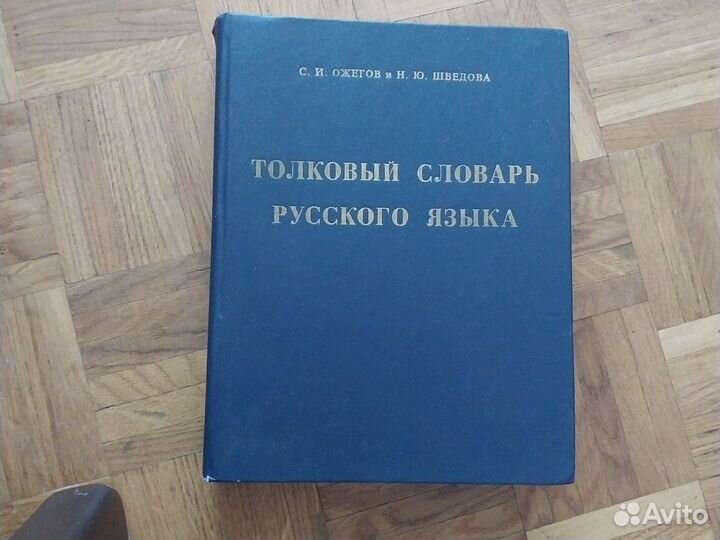 С. И. ОЖЕГОВ и Н. Ю. ШВЕДОВА
ТОЛКОВЫЙ СЛОВАРЬ
РУССКОГО ЯЗЫКА
Avito